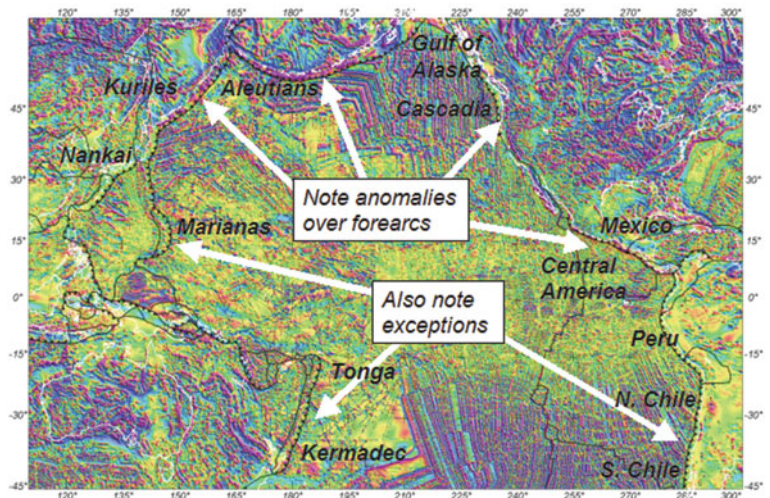 120° 135° 150° 165° 180° 195° 210° 225° 240° 255° 270° 285° 300°
Gulf of
Alaska
Kuriles
Aleutians
45° Cascadia 45°
Nankai
30° 30°
Note anomalies
over forearcs
Marianas
Mexico
15° 15°
Central
America
0° 0°
Also note
exceptions
Peru
-15° -15°
Tonga
N. Chile
-30° -30°
Kermadec
S. Chile
-45° -45°
120° 135° 150° 165° 180° 195° 210° 225° 240° 255° 270° 285° 300°